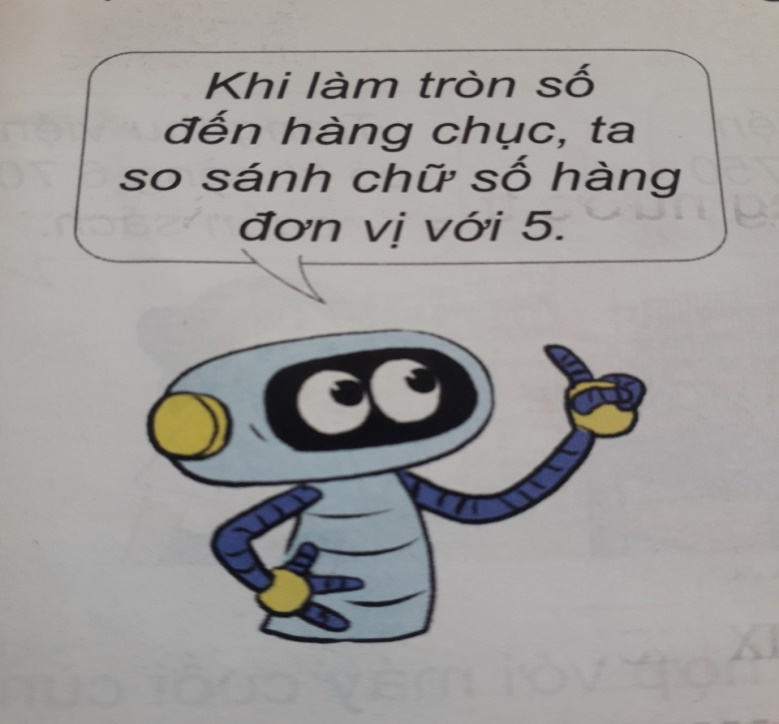 Khi làm tròn số
đến hàng chục, ta
so sánh chữ số hàng
đơn vị với 5.